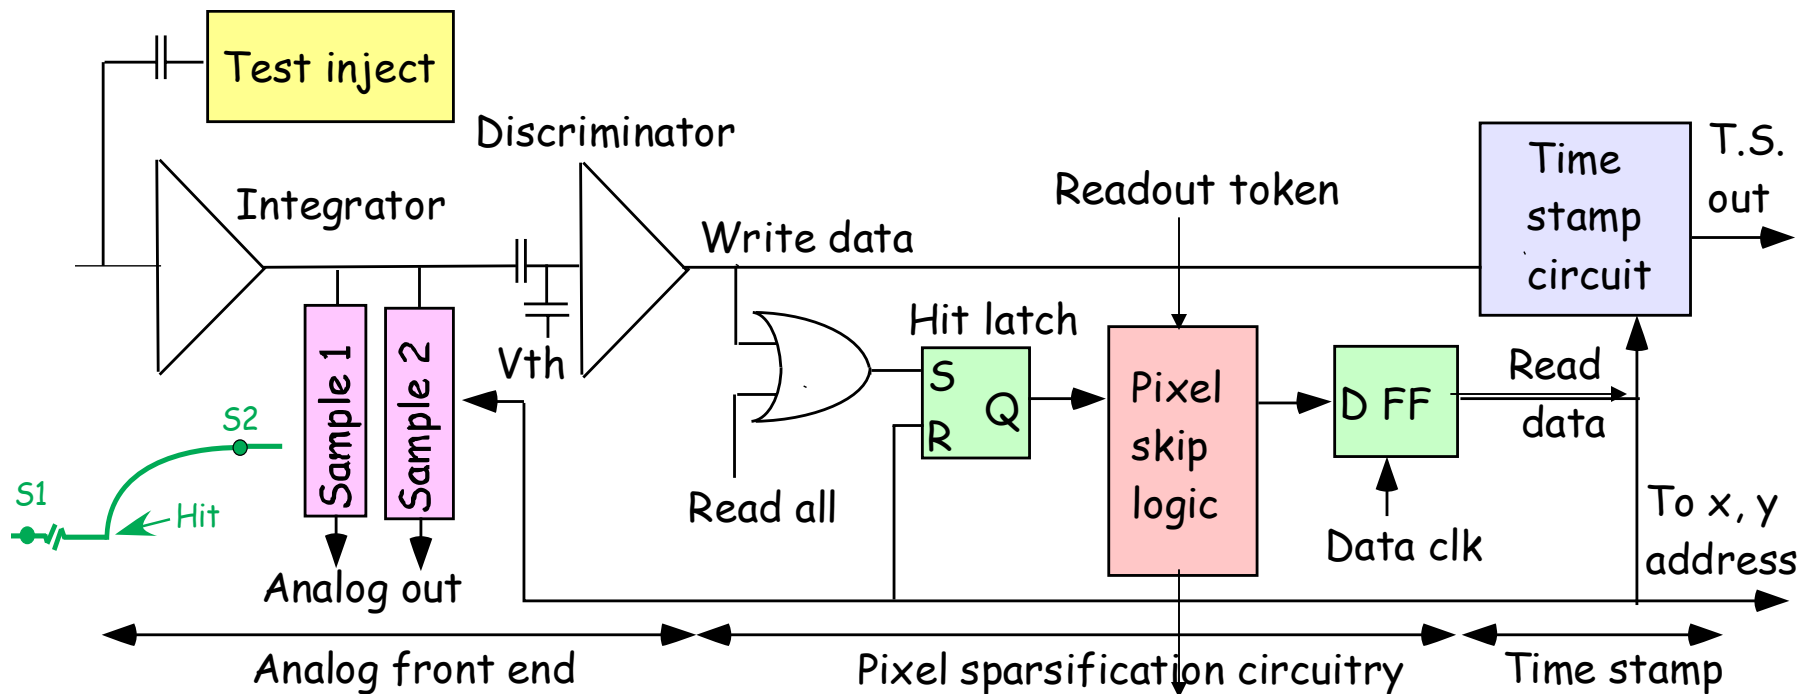 Test inject
Discriminator
Integrator
Write data
Readout token
Time
stamp
circuit
T.S.
out
Vth
Sample 1
Sample 2
S1
S2
Hit
Analog out
Read all
Hit latch
S
R
Q
Pixel
skip
logic
D FF
Data clk
Read
data
To x, y
address
Analog front end
Pixel sparsification circuitry
Time stamp